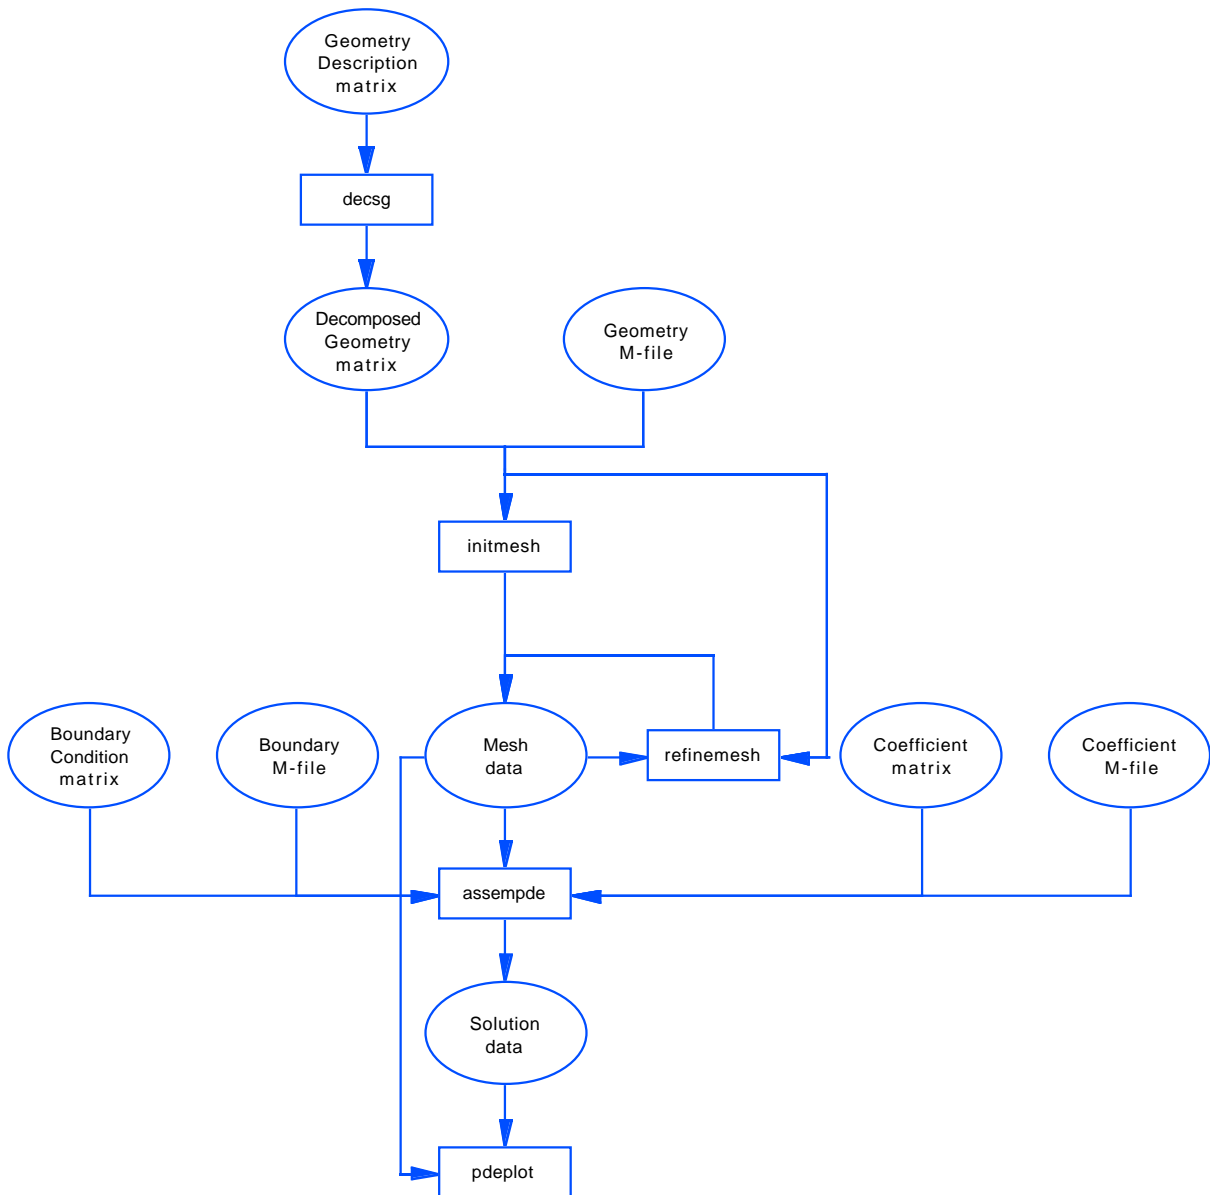 Geometry
Description
matrix
decsg
Decomposed
Geometry
matrix
Geometry
M-file
initmesh
Boundary
Condition
matrix
Boundary
M-file
Mesh
data
refinemesh
Coefficient
matrix
Coefficient
M-file
assempde
Solution
data
pdeplot